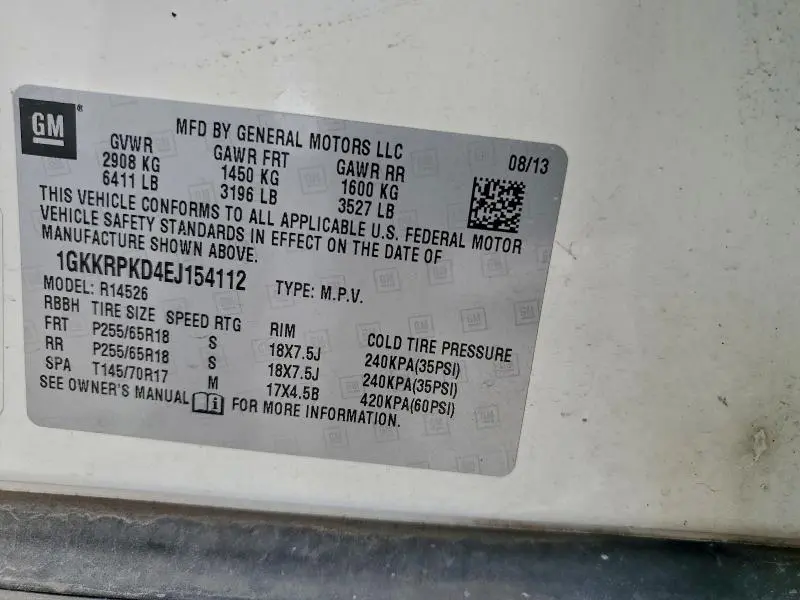 GM ®
MFD BY GENERAL MOTORS LLC 08/13
GVWR GAWR FRT GAWR RR
2908 KG 1450 KG 1600 KG
6411 LB 3196 LB 3527 LB
THIS VEHICLE CONFORMS TO ALL APPLICABLE U.S. FEDERAL MOTOR
VEHICLE SAFETY STANDARDS IN EFFECT ON THE DATE OF
MANUFACTURE SHOWN ABOVE.
1GKKRPKD4EJ154112 TYPE: M.P.V.
MODEL: R14526
RBBH TIRE SIZE SPEED RTG RIM COLD TIRE PRESSURE
FRT P255/65R18 S 18X7.5J 240KPA(35PSI)
RR P255/65R18 S 18X7.5J 240KPA(35PSI)
SPA T145/70R17 M 17X4.5B 420KPA(60PSI)
SEE OWNER'S MANUAL i FOR MORE INFORMATION.